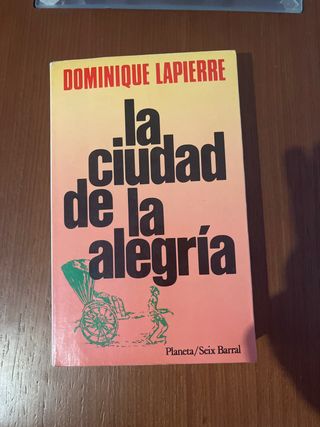 DOMINIQUE LAPIERRE
la
ciudad
de la
alegría
Planeta/Seix Barral